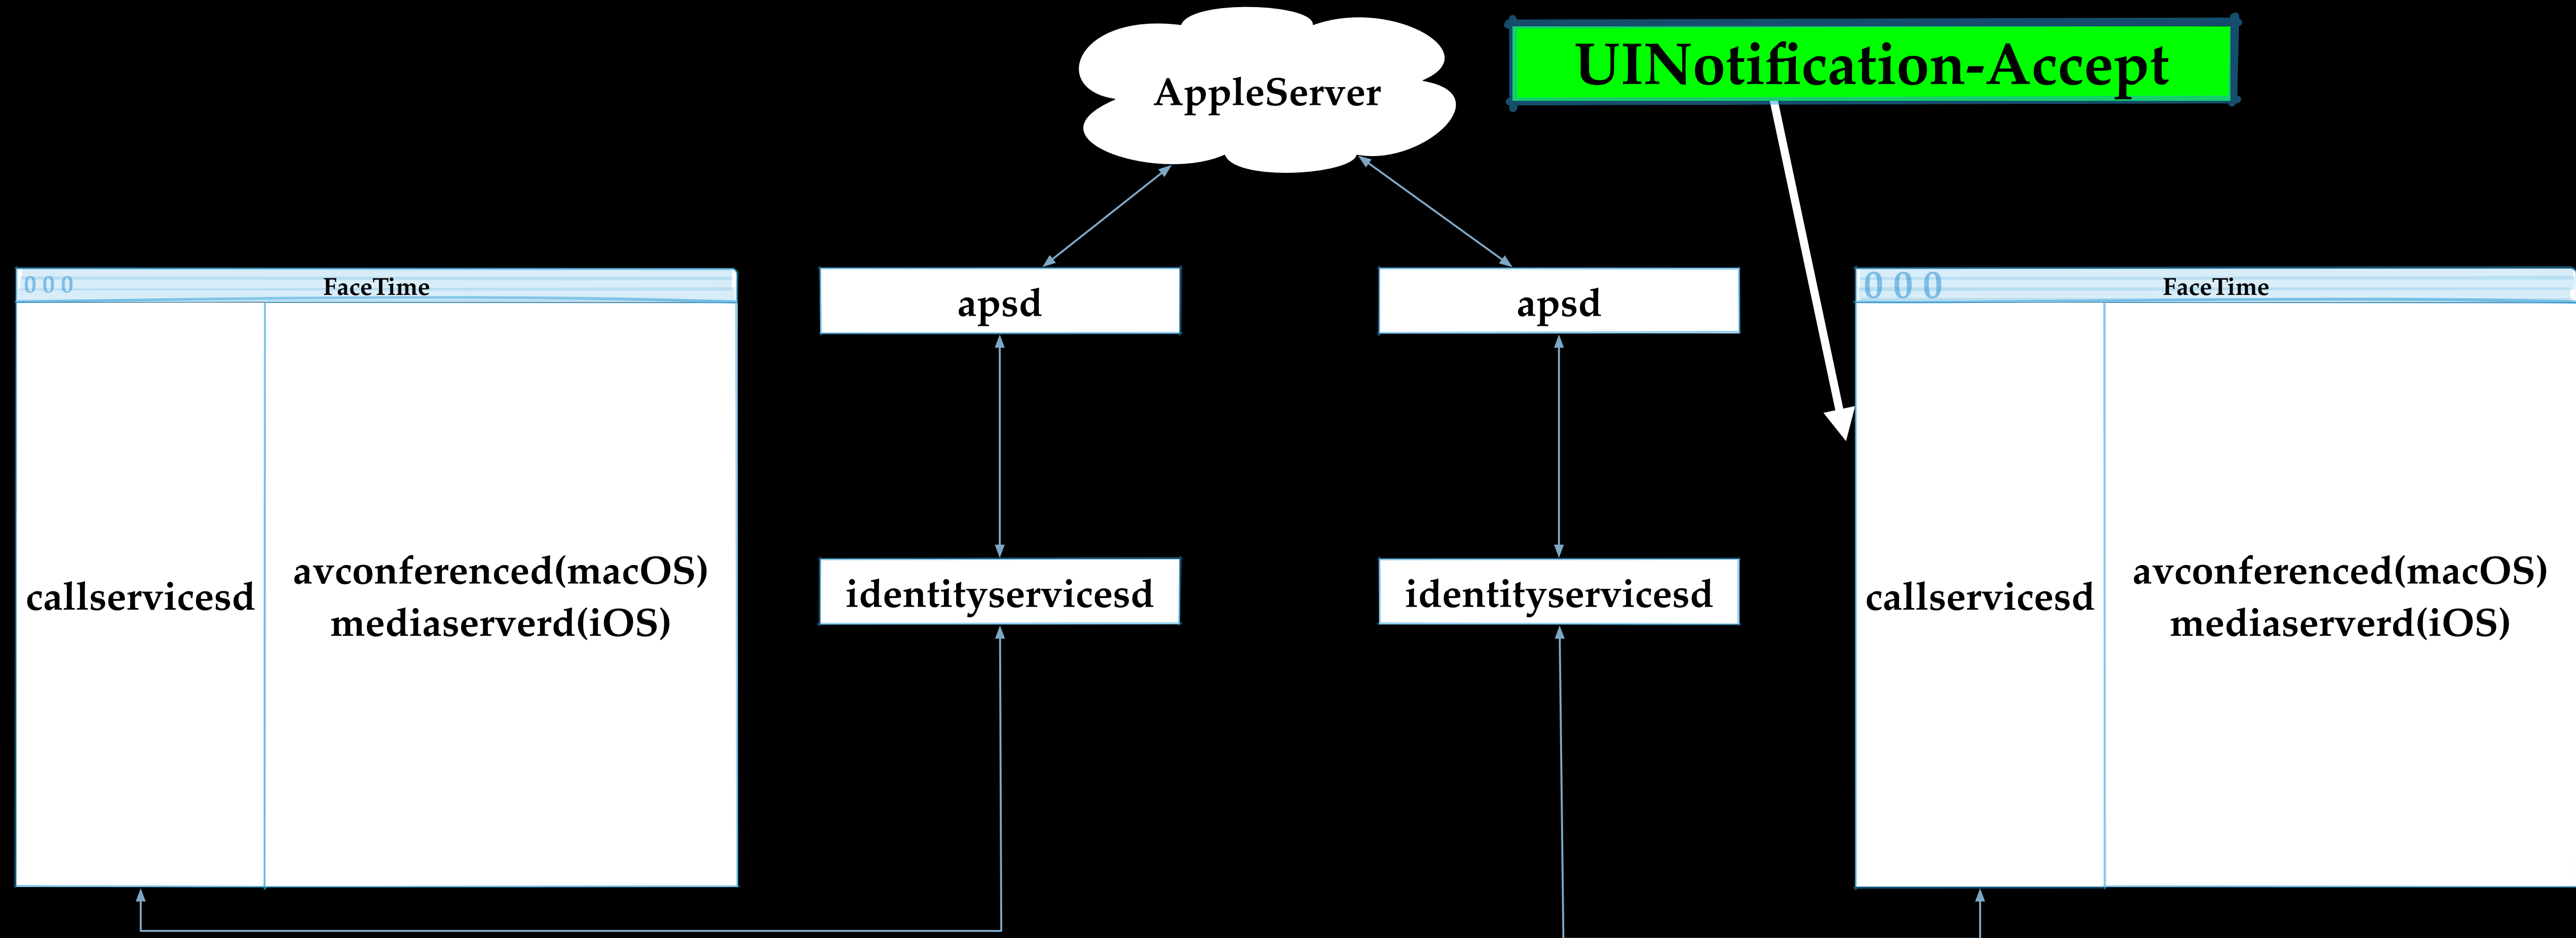 AppleServer
UINotification-Accept
0 0 0
FaceTime
callservicesd
avconferenced(macOS)
mediaserverd(iOS)
apsd
identityservicesd
apsd
identityservicesd
0 0 0
FaceTime
callservicesd
avconferenced(macOS)
mediaserverd(iOS)